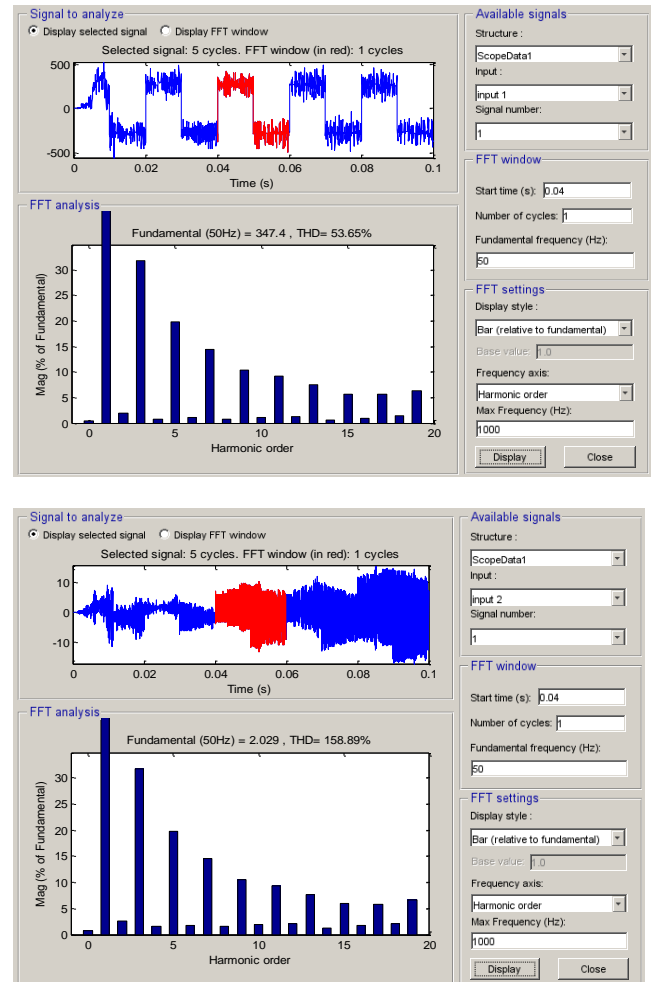 Signal to analyze
Display selected signal Display FFT window
Selected signal: 5 cycles. FFT window (in red): 1 cycles
500
0
-500
0 0.02 0.04 0.06 0.08 0.1
Time (s)
FFT analysis
Fundamental (50Hz) = 347.4 , THD= 53.65%
30
25
20
15
10
5
0
Mag (% of Fundamental)
0 5 10 15 20
Harmonic order
Available signals
Structure :
ScopeData1
Input :
input 1
Signal number:
1
FFT window
Start time (s): 0.04
Number of cycles: 1
Fundamental frequency (Hz):
50
FFT settings
Display style :
Bar (relative to fundamental)
Base value: 1.0
Frequency axis:
Harmonic order
Max Frequency (Hz):
1000
Display Close
Signal to analyze
Display selected signal Display FFT window
Selected signal: 5 cycles. FFT window (in red): 1 cycles
10
0
-10
0 0.02 0.04 0.06 0.08 0.1
Time (s)
FFT analysis
Fundamental (50Hz) = 2.029 , THD= 158.89%
30
25
20
15
10
5
0
Mag (% of Fundamental)
0 5 10 15 20
Harmonic order
Available signals
Structure :
ScopeData1
Input :
input 2
Signal number:
1
FFT window
Start time (s): 0.04
Number of cycles: 1
Fundamental frequency (Hz):
50
FFT settings
Display style :
Bar (relative to fundamental)
Base value: 1.0
Frequency axis:
Harmonic order
Max Frequency (Hz):
1000
Display Close